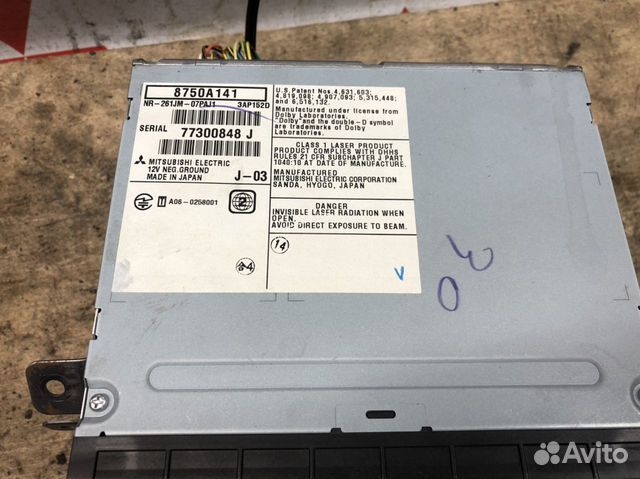 8750A141
NR-261JM-07PAJ1 3AP152D
SERIAL 77300848 J
MITSUBISHI ELECTRIC
12V NEG.GROUND
MADE IN JAPAN J-03
A06-0258001
2
U.S.Patent Nos.4,631,603;
4,819,098; 4,907,093; 5,315,448;
and 6,516,132.
Manufactured under license from
Dolby Laboratories.
"Dolby" and the double-D symbol
are trademarks of Dolby
Laboratories.
CLASS 1 LASER PRODUCT
PRODUCT COMPLIES WITH DHHS
RULES 21 CFR SUBCHAPTER J PART
1040:10 AT DATE OF MANUFACTURE.
MANUFACTURED
MITSUBISHI ELECTRIC CORPORATION
SANDA, HYOGO, JAPAN
DANGER
INVISIBLE LASER RADIATION WHEN
OPEN.
AVOID DIRECT EXPOSURE TO BEAM.
14
V
Avito